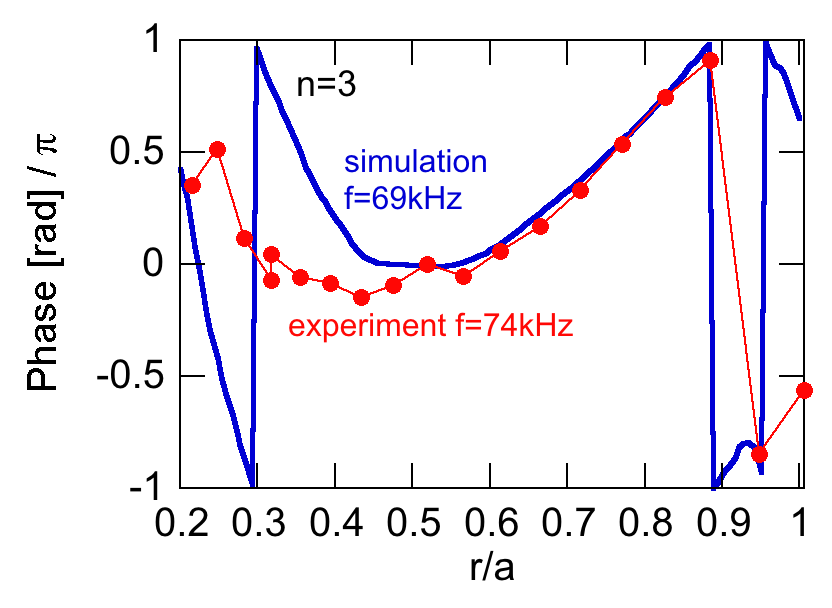 1
0.5
0
-0.5
-1
Phase [rad] / π
n=3
simulation
f=69kHz
experiment f=74kHz
0.2 0.3 0.4 0.5 0.6 0.7 0.8 0.9 1
r/a